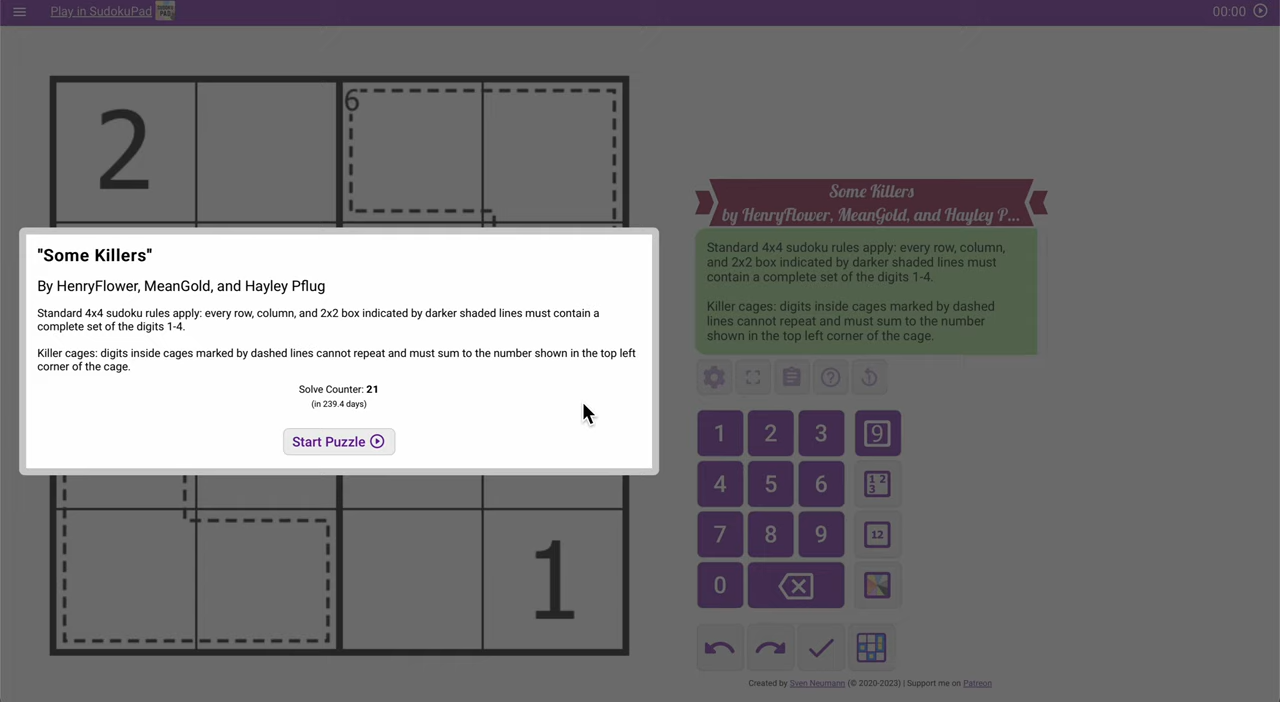 Play in SudokuPad
00:00
2
6
"Some Killers"
By HenryFlower, MeanGold, and Hayley Pflug
Standard 4x4 sudoku rules apply: every row, column, and 2x2 box indicated by darker shaded lines must contain a
complete set of the digits 1-4.
Killer cages: digits inside cages marked by dashed lines cannot repeat and must sum to the number shown in the top left
corner of the cage.
Solve Counter: 21
(in 239.4 days)
Start Puzzle
1
Some Killers
by HenryFlower, MeanGold, and Hayley P...
Standard 4x4 sudoku rules apply: every row, column,
and 2x2 box indicated by darker shaded lines must
contain a complete set of the digits 1-4.
Killer cages: digits inside cages marked by dashed
lines cannot repeat and must sum to the number
shown in the top left corner of the cage.
1 2 3 9
4 5 6 1 2 3
7 8 9 12
0
Created by Sven Neumann (© 2020-2023) | Support me on Patreon